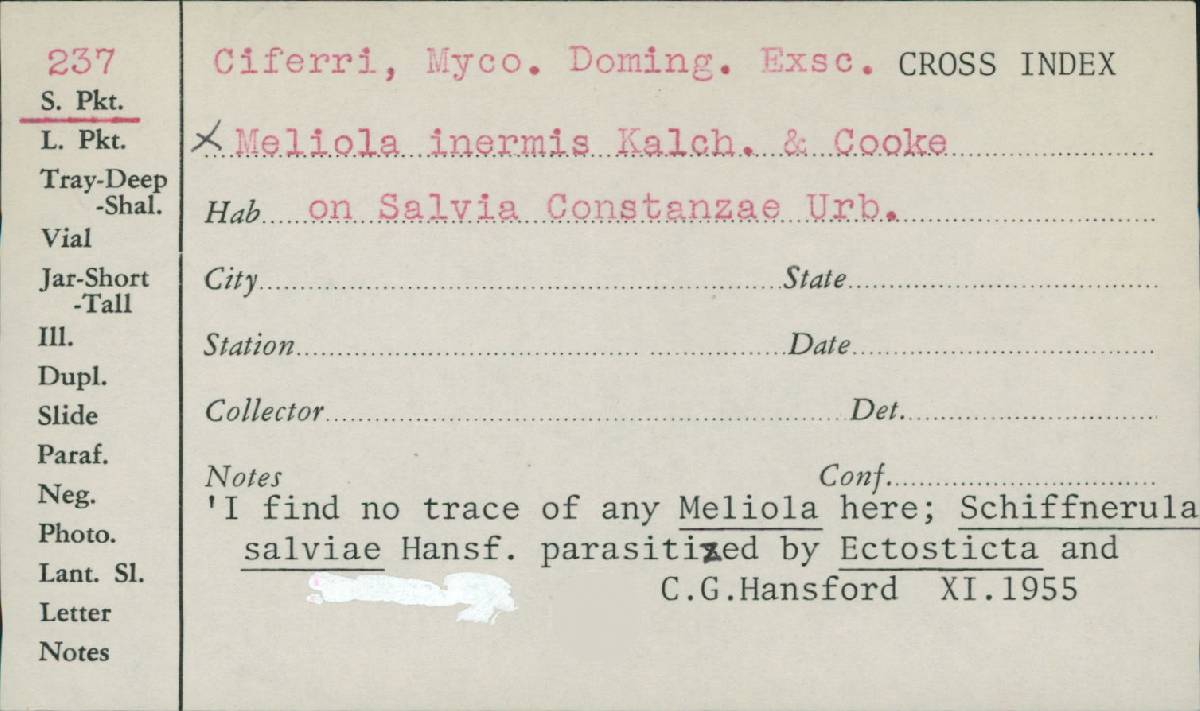 237
S. Pkt.
L. Pkt.
Tray-Deep
-Shal.
Vial
Jar-Short
-Tall
Ill.
Dupl.
Slide
Paraf.
Neg.
Photo.
Lant. Sl.
Letter
Notes
Ciferri, Myco. Doming. Exsc. CROSS INDEX
X Meliola inermis Kalch. & Cooke
Hab on Salvia Constanzae Urb.
City State
Station Date
Collector Det.
Notes Conf.
'I find no trace of any Meliola here; Schiffnerula
salviae Hansf. parasitized by Ectosticta and
C.G.Hansford XI.1955